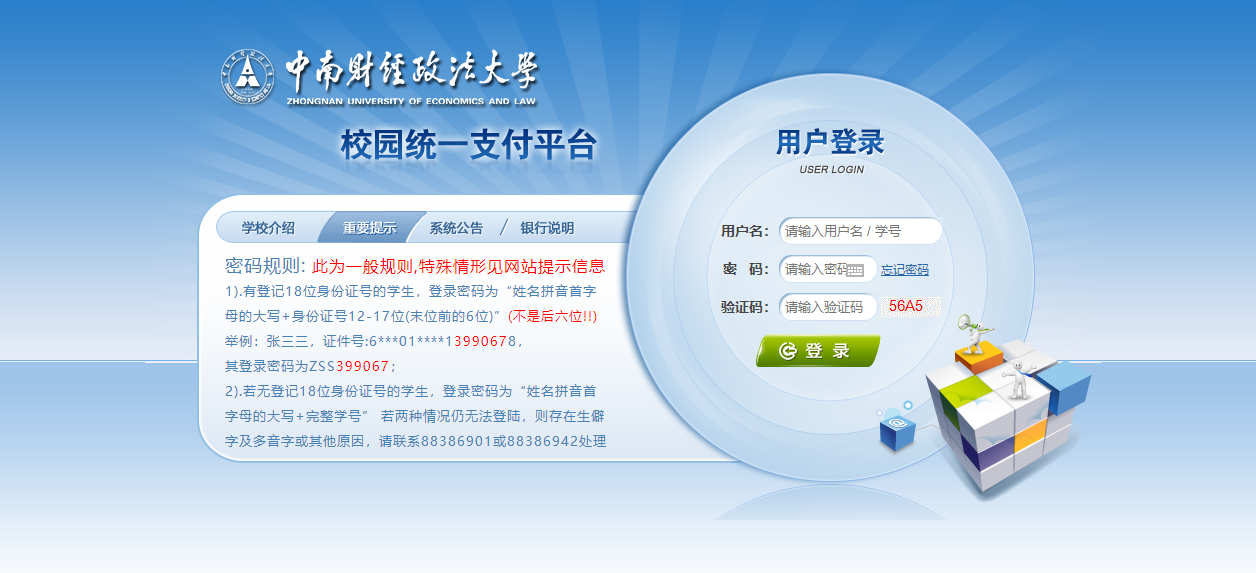 中南财经政法大学
ZHONGNAN UNIVERSITY OF ECONOMICS AND LAW
校园统一支付平台
学校介绍 重要提示 系统公告 / 银行说明
密码规则: 此为一般规则,特殊情形见网站提示信息
1).有登记18位身份证号的学生，登录密码为“姓名拼音首字
母的大写+身份证号12-17位(末位前的6位)”(不是后六位!!)
举例：张三三，证件号:6***01****13990678，
其登录密码为ZSS399067；
2).若无登记18位身份证号的学生，登录密码为“姓名拼音首
字母的大写+完整学号” 若两种情况仍无法登陆，则存在生僻
字及多音字或其他原因，请联系88386901或88386942处理
用户登录
USER LOGIN
用户名： 请输入用户名 / 学号
密 码： 请输入密码 忘记密码
验证码： 请输入验证码 56A5
登 录